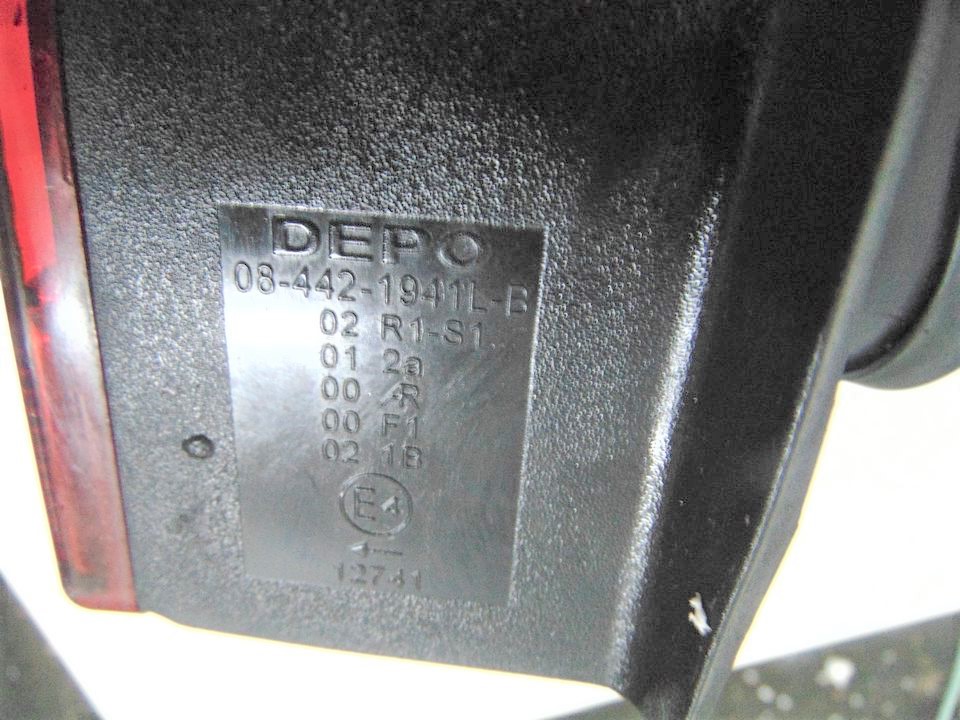 DEPO
08-442-1941L-B
02 R1-S1
01 2a
00 AR
00 F1
02 1B
E4
←
12741